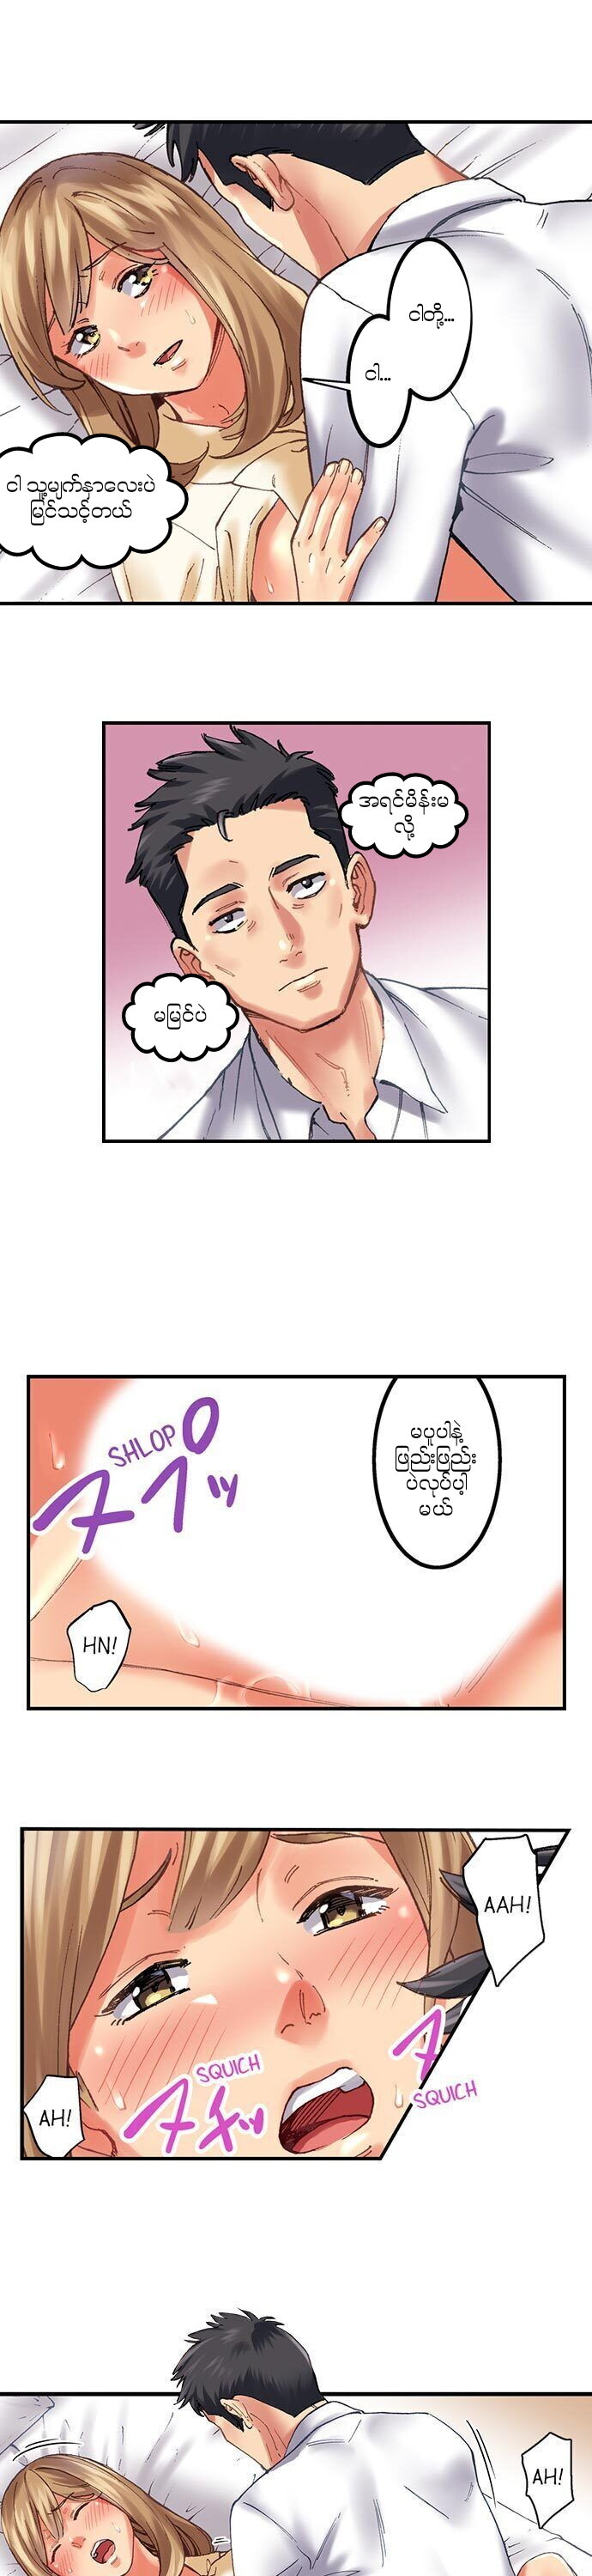 ငါတို့...
ငါ...
ငါ သူ့မျက်နှာလေးပဲ
မြင်သင့်တယ်
အရင်မိန်းမ
လို့
မမြင်ပဲ
မပူပါနဲ့
ဖြည်းဖြည်း
ပဲလုပ်ပါ့
မယ်
SHLOP
HN!
AAH!
SQUICH
SQUICH
AH!
AH!